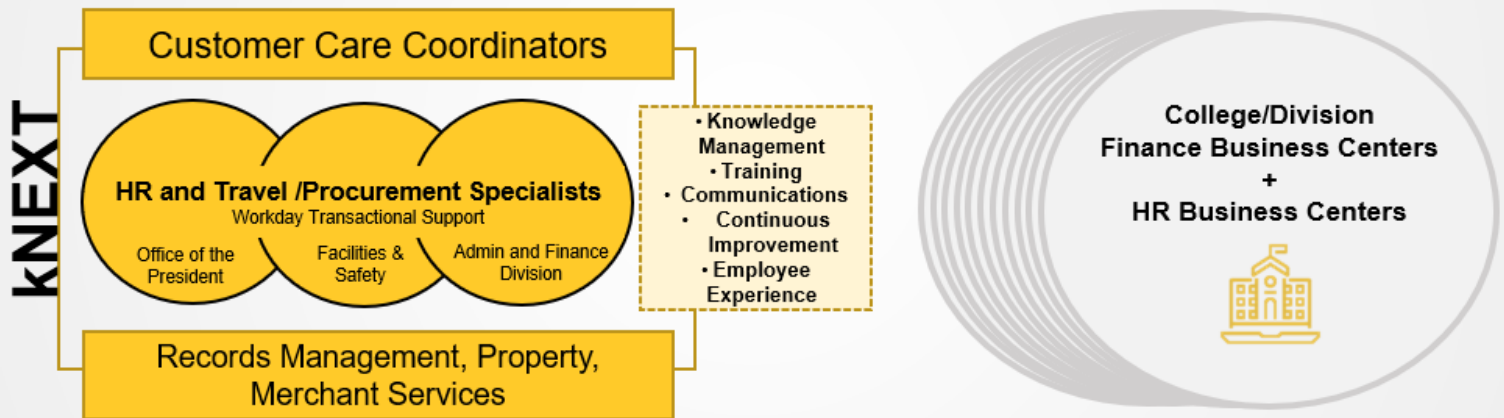 kNEXT
Customer Care Coordinators
HR and Travel /Procurement Specialists
Workday Transactional Support
Office of the
President
Facilities &
Safety
Admin and Finance
Division
• Knowledge
Management
• Training
• Communications
• Continuous
Improvement
• Employee
Experience
Records Management, Property,
Merchant Services
College/Division
Finance Business Centers
+
HR Business Centers